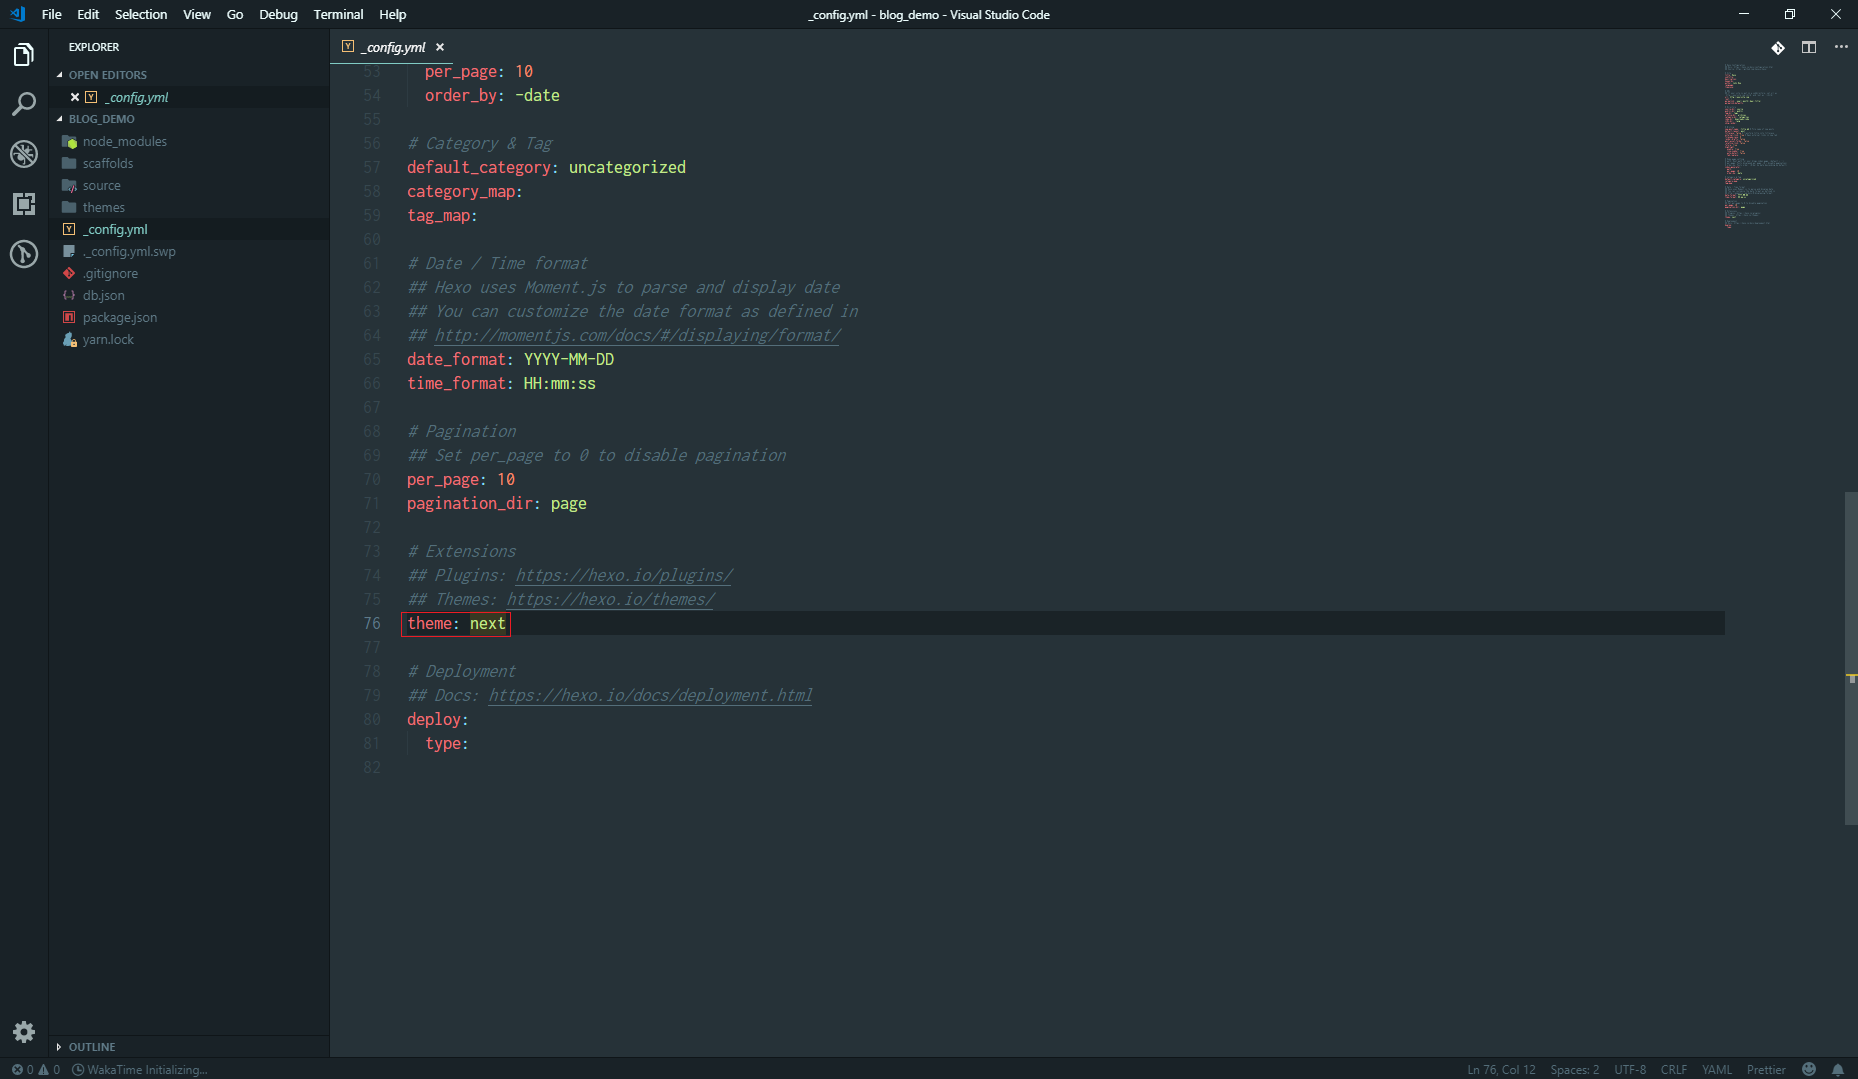 File Edit Selection View Go Debug Terminal Help
_config.yml - blog_demo - Visual Studio Code
EXPLORER
OPEN EDITORS
_config.yml
BLOG_DEMO
node_modules
scaffolds
source
themes
_config.yml
._config.yml.swp
.gitignore
db.json
package.json
yarn.lock
OUTLINE
_config.yml
53 per_page: 10
54 order_by: -date
55
56 # Category & Tag
57 default_category: uncategorized
58 category_map:
59 tag_map:
60
61 # Date / Time format
62 ## Hexo uses Moment.js to parse and display date
63 ## You can customize the date format as defined in
64 ## http://momentjs.com/docs/#/displaying/format/
65 date_format: YYYY-MM-DD
66 time_format: HH:mm:ss
67
68 # Pagination
69 ## Set per_page to 0 to disable pagination
70 per_page: 10
71 pagination_dir: page
72
73 # Extensions
74 ## Plugins: https://hexo.io/plugins/
75 ## Themes: https://hexo.io/themes/
76 theme: next
77
78 # Deployment
79 ## Docs: https://hexo.io/docs/deployment.html
80 deploy:
81 type:
82
0 0 WakaTime Initializing...
Ln 76, Col 12 Spaces: 2 UTF-8 CRLF YAML Prettier